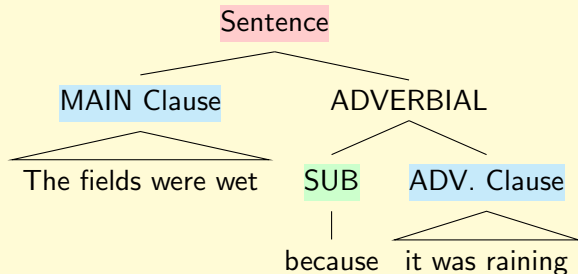 Sentence
MAIN Clause ADVERBIAL
The fields were wet SUB ADV. Clause
because it was raining